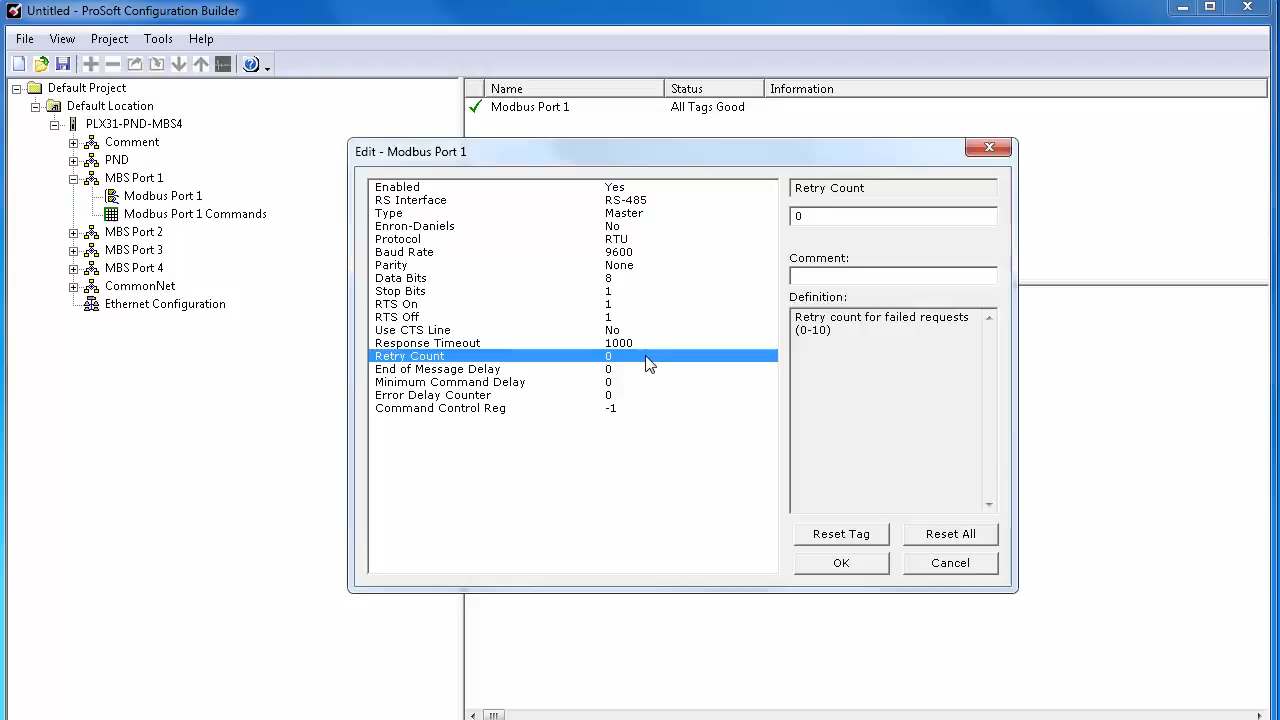 Untitled - ProSoft Configuration Builder
File View Project Tools Help
Default Project
Default Location
PLX31-PND-MBS4
Comment
PND
MBS Port 1
Modbus Port 1
Modbus Port 1 Commands
MBS Port 2
MBS Port 3
MBS Port 4
CommonNet
Ethernet Configuration
Name Status Information
Modbus Port 1 All Tags Good
Edit - Modbus Port 1
Enabled Yes
RS Interface RS-485
Type Master
Enron-Daniels No
Protocol RTU
Baud Rate 9600
Parity None
Data Bits 8
Stop Bits 1
RTS On 1
RTS Off 1
Use CTS Line No
Response Timeout 1000
Retry Count 0
End of Message Delay 0
Minimum Command Delay 0
Error Delay Counter 0
Command Control Reg -1
Retry Count
0
Comment:
Definition:
Retry count for failed requests
(0-10)
Reset Tag Reset All
OK Cancel